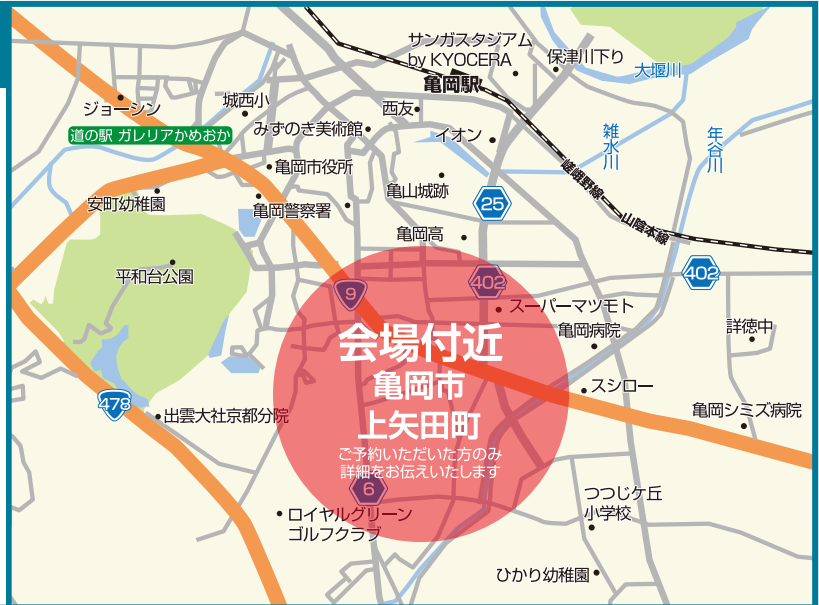 サンガスタジアム
by KYOCERA
保津川下り
大堰川
亀岡駅
ジョーシン
城西小
西友
道の駅 ガレリアかめおか
みずのき美術館
イオン
雑水川
年谷川
亀岡市役所
嵯峨野線
亀山城跡
安町幼稚園
亀岡警察署
25
山陰本線
亀岡高
平和台公園
402
402
9
スーパーマツモト
亀岡病院
詳徳中
会場付近
亀岡市
上矢田町
スシロー
478
出雲大社京都分院
亀岡シミズ病院
ご予約いただいた方のみ
詳細をお伝えいたします
6
つつじケ丘
小学校
ロイヤルグリーン
ゴルフクラブ
ひかり幼稚園